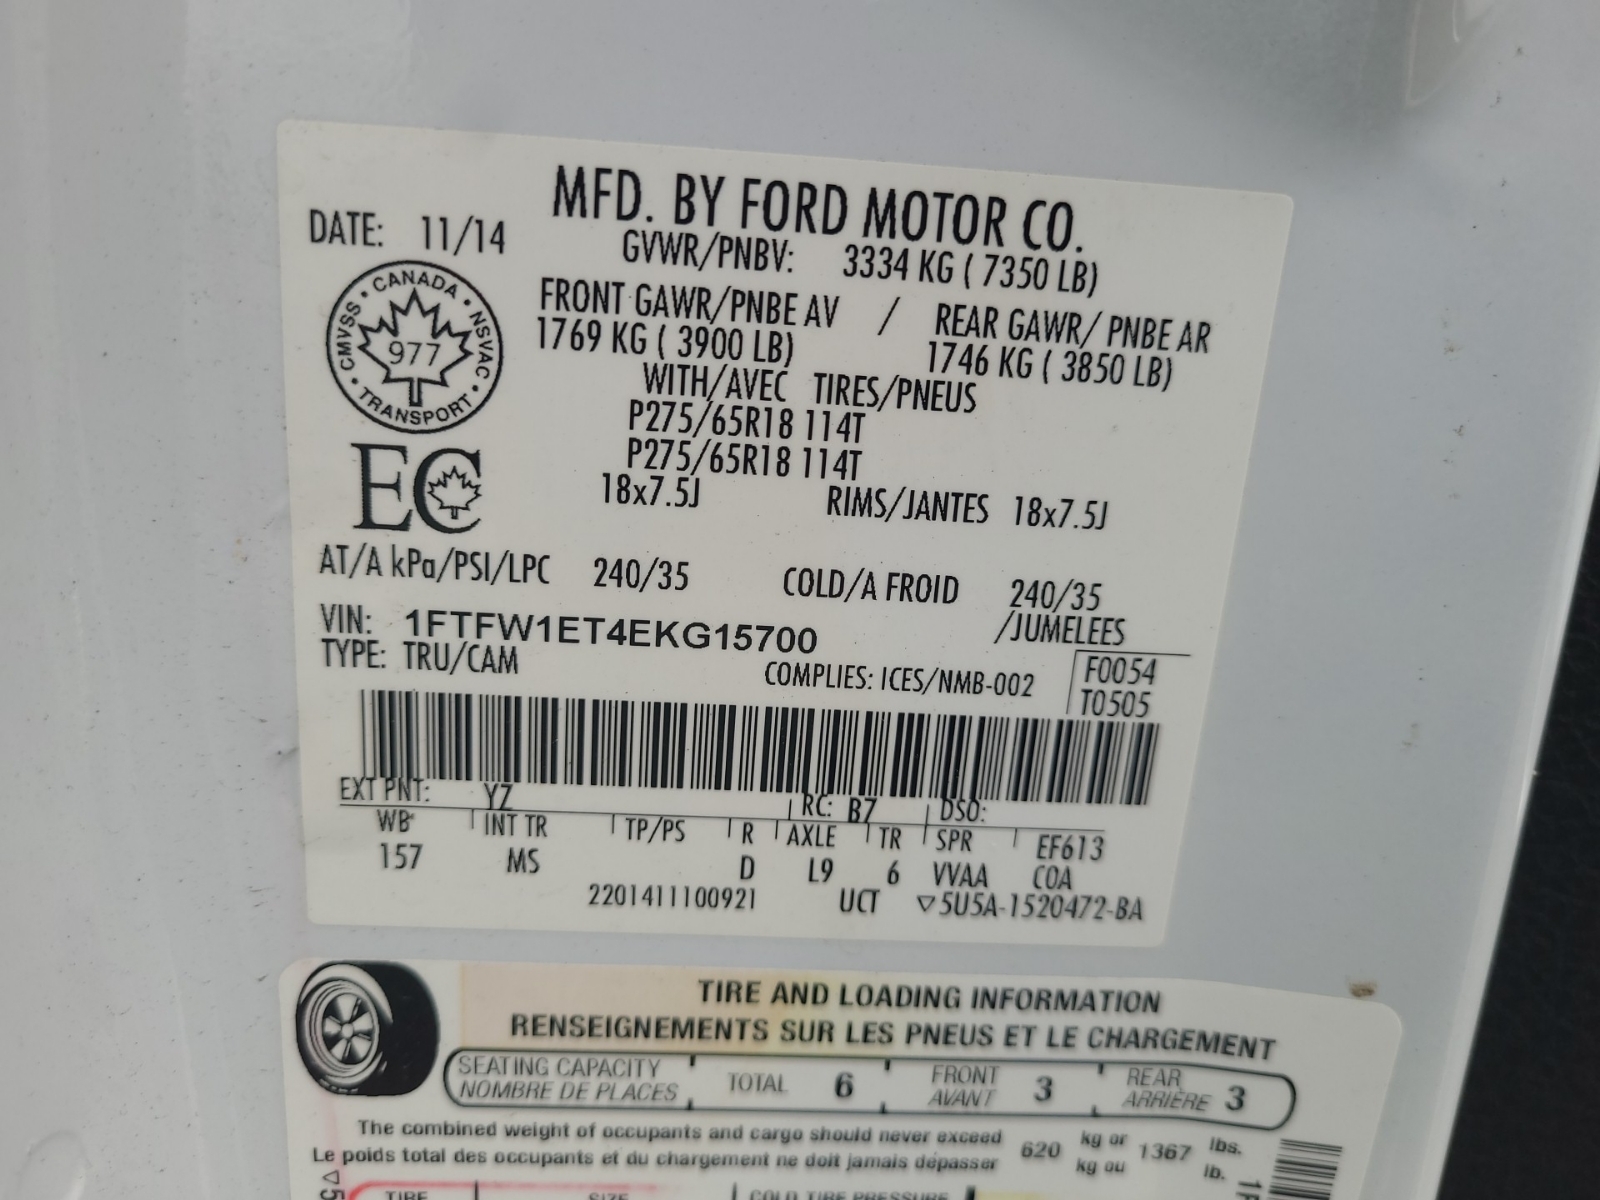 MFD. BY FORD MOTOR CO.
DATE: 11/14
GVWR/PNBV: 3334 KG ( 7350 LB)
FRONT GAWR/PNBE AV / REAR GAWR/ PNBE AR
1769 KG ( 3900 LB) 1746 KG ( 3850 LB)
WITH/AVEC TIRES/PNEUS
P275/65R18 114T
P275/65R18 114T
18x7.5J RIMS/JANTES 18x7.5J
CANADA
CMVSS 977 NSVAC
TRANSPORT
EC
AT/A kPa/PSI/LPC 240/35 COLD/A FROID 240/35
/JUMELEES
VIN: 1FTFW1ET4EKG15700
TYPE: TRU/CAM
COMPLIES: ICES/NMB-002
F0054
T0505
EXT PNT: YZ RC: B7 DSO:
WB INT TR TP/PS R AXLE TR SPR EF613
157 MS D L9 6 VVAA COA
2201411100921 UCT ▽5U5A-1520472-BA
TIRE AND LOADING INFORMATION
RENSEIGNEMENTS SUR LES PNEUS ET LE CHARGEMENT
SEATING CAPACITY TOTAL 6 FRONT 3 REAR 3
NOMBRE DE PLACES AVANT ARRIÈRE
The combined weight of occupants and cargo should never exceed 620 kg or 1367 lbs.
Le poids total des occupants et du chargement ne doit jamais dépasser kg ou lb.
TIRE SIZE COLD TIRE PRESSURE